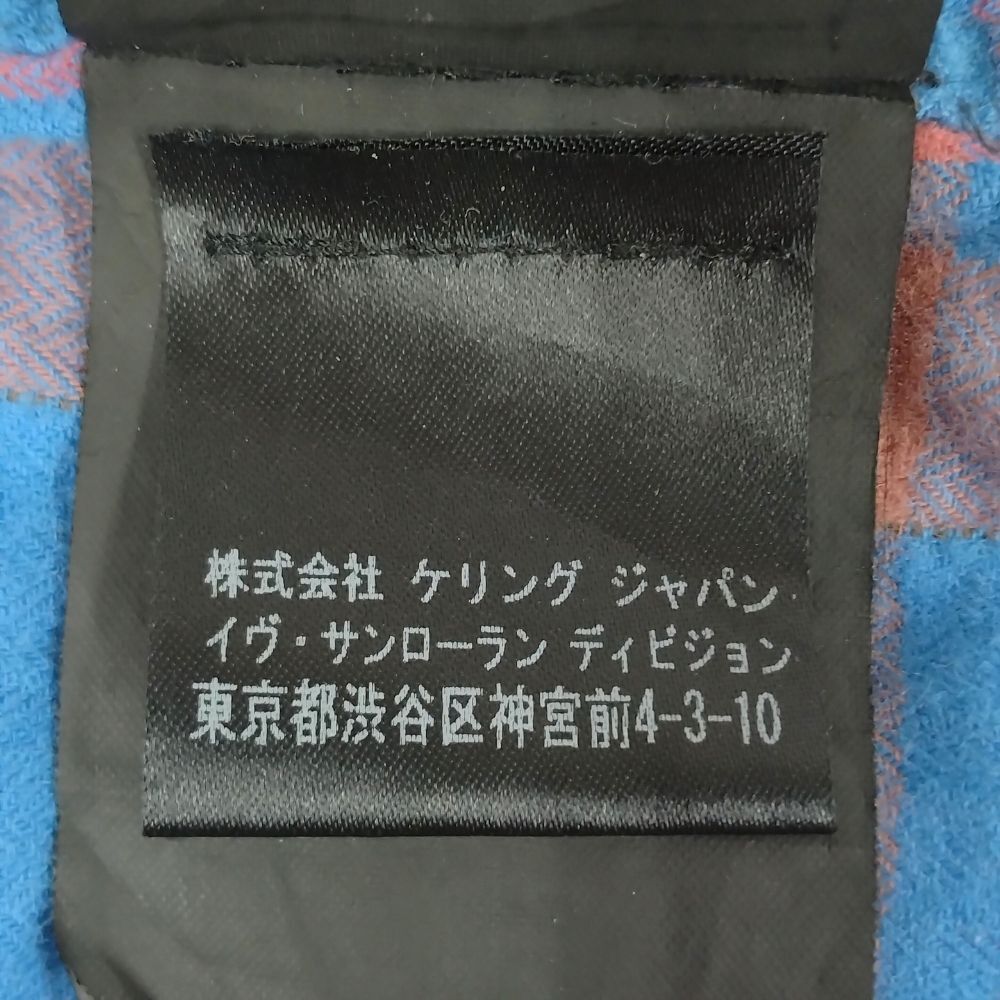 株式会社 ケリング ジャパン
イヴ・サンローラン ディビジョン
東京都渋谷区神宮前4-3-10